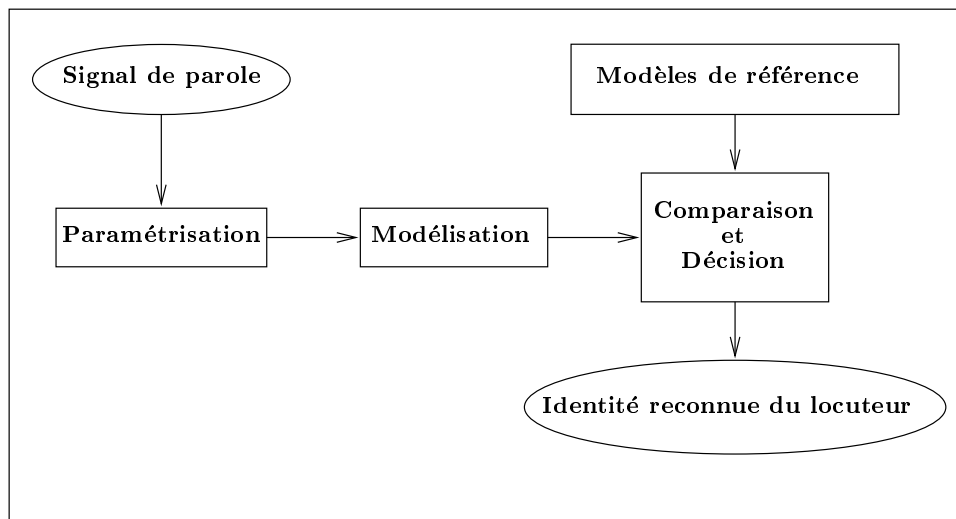 Signal de parole
Modèles de référence
Paramétrisation
Modélisation
Comparaison
et
Décision
Identité reconnue du locuteur